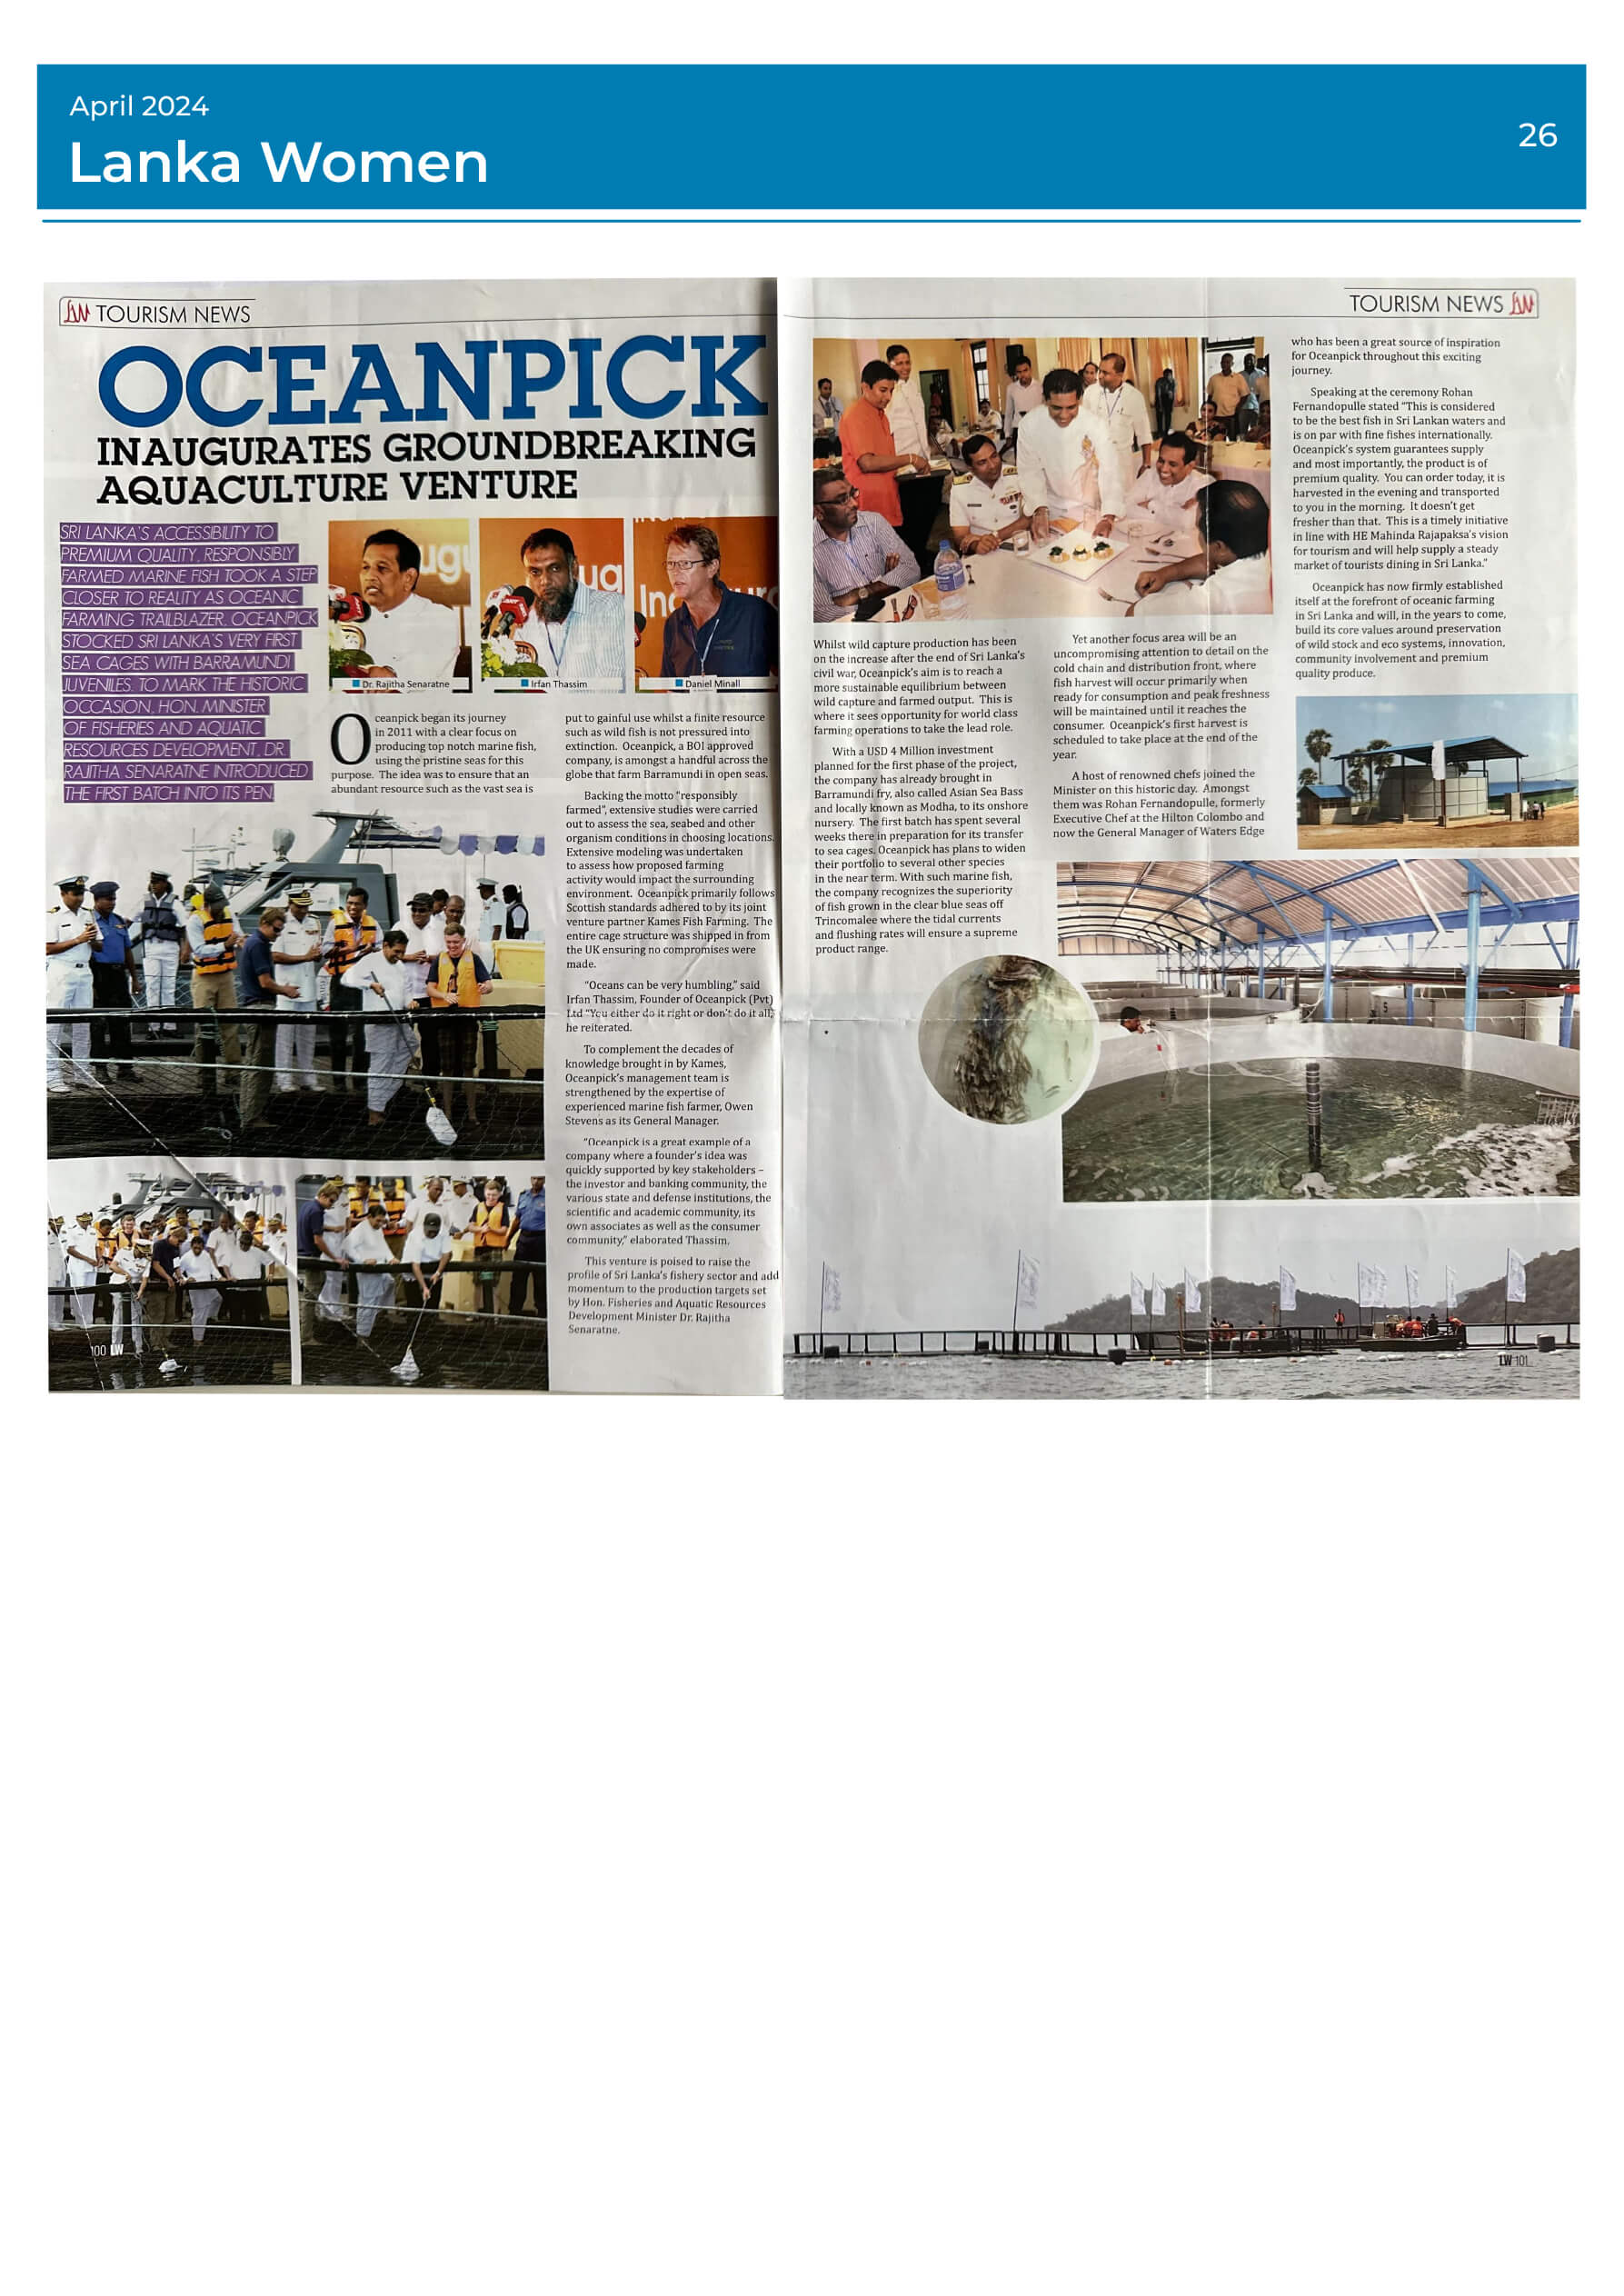 April 2024
Lanka Women
26
LW TOURISM NEWS
OCEANPICK
INAUGURATES GROUNDBREAKING
AQUACULTURE VENTURE
SRI LANKA'S ACCESSIBILITY TO
PREMIUM QUALITY, RESPONSIBLY
FARMED MARINE FISH TOOK A STEP
CLOSER TO REALITY AS OCEANIC
FARMING TRAILBLAZER, OCEANPICK
STOCKED SRI LANKA'S VERY FIRST
SEA CAGES WITH BARRAMUNDI
JUVENILES. TO MARK THE HISTORIC
OCCASION, HON. MINISTER
OF FISHERIES AND AQUATIC
RESOURCES DEVELOPMENT, DR.
RAJITHA SENARATNE INTRODUCED
THE FIRST BATCH INTO ITS PEN.
Dr. Rajitha Senaratne
Irfan Thassim
Daniel Minall
Oceanpick began its journey
in 2011 with a clear focus on
producing top notch marine fish,
using the pristine seas for this
purpose. The idea was to ensure that an
abundant resource such as the vast sea is
put to gainful use whilst a finite resource
such as wild fish is not pressured into
extinction. Oceanpick, a BOI approved
company, is amongst a handful across the
globe that farm Barramundi in open seas.
Backing the motto "responsibly
farmed", extensive studies were carried
out to assess the sea, seabed and other
organism conditions in choosing locations.
Extensive modeling was undertaken
to assess how proposed farming
activity would impact the surrounding
environment. Oceanpick primarily follows
Scottish standards adhered to by its joint
venture partner Kames Fish Farming. The
entire cage structure was shipped in from
the UK ensuring no compromises were
made.
"Oceans can be very humbling," said
Irfan Thassim, Founder of Oceanpick (Pvt)
Ltd "You either do it right or don't do it all,"
he reiterated.
To complement the decades of
knowledge brought in by Kames,
Oceanpick's management team is
strengthened by the expertise of
experienced marine fish farmer, Owen
Stevens as its General Manager.
"Oceanpick is a great example of a
company where a founder's idea was
quickly supported by key stakeholders –
the investor and banking community, the
various state and defense institutions, the
scientific and academic community, its
own associates as well as the consumer
community," elaborated Thassim.
This venture is poised to raise the
profile of Sri Lanka's fishery sector and add
momentum to the production targets set
by Hon. Fisheries and Aquatic Resources
Development Minister Dr. Rajitha
Senaratne.
100 LW
TOURISM NEWS LW
Whilst wild capture production has been
on the increase after the end of Sri Lanka's
civil war, Oceanpick's aim is to reach a
more sustainable equilibrium between
wild capture and farmed output. This is
where it sees opportunity for world class
farming operations to take the lead role.
With a USD 4 Million investment
planned for the first phase of the project,
the company has already brought in
Barramundi fry, also called Asian Sea Bass
and locally known as Modha, to its onshore
nursery. The first batch has spent several
weeks there in preparation for its transfer
to sea cages. Oceanpick has plans to widen
their portfolio to several other species
in the near term. With such marine fish,
the company recognizes the superiority
of fish grown in the clear blue seas off
Trincomalee where the tidal currents
and flushing rates will ensure a supreme
product range.
Yet another focus area will be an
uncompromising attention to detail on the
cold chain and distribution front, where
fish harvest will occur primarily when
ready for consumption and peak freshness
will be maintained until it reaches the
consumer. Oceanpick's first harvest is
scheduled to take place at the end of the
year.
A host of renowned chefs joined the
Minister on this historic day. Amongst
them was Rohan Fernandopulle, formerly
Executive Chef at the Hilton Colombo and
now the General Manager of Waters Edge
who has been a great source of inspiration
for Oceanpick throughout this exciting
journey.
Speaking at the ceremony Rohan
Fernandopulle stated "This is considered
to be the best fish in Sri Lankan waters and
is on par with fine fishes internationally.
Oceanpick's system guarantees supply
and most importantly, the product is of
premium quality. You can order today, it is
harvested in the evening and transported
to you in the morning. It doesn't get
fresher than that. This is a timely initiative
in line with HE Mahinda Rajapaksa's vision
for tourism and will help supply a steady
market of tourists dining in Sri Lanka."
Oceanpick has now firmly established
itself at the forefront of oceanic farming
in Sri Lanka and will, in the years to come,
build its core values around preservation
of wild stock and eco systems, innovation,
community involvement and premium
quality produce.
LW 101